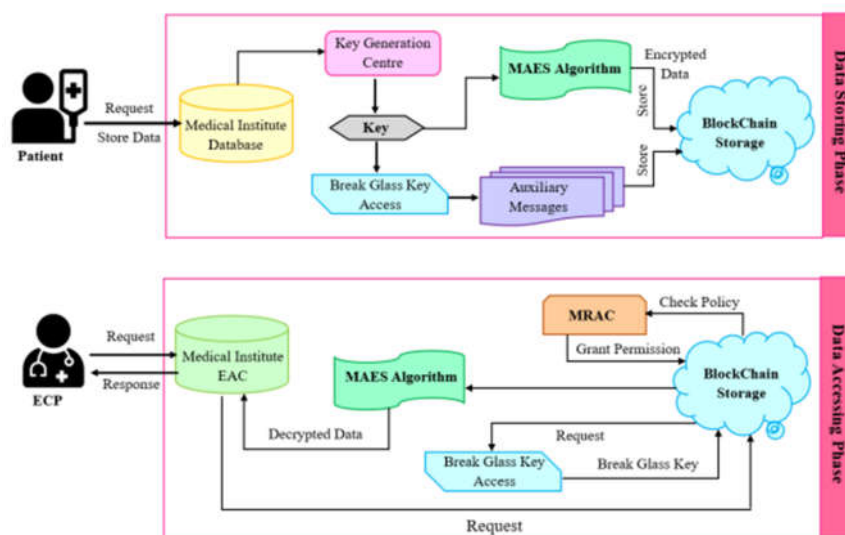 Data Storing Phase
Key Generation
Centre
MAES Algorithm
Encrypted
Data
Store
BlockChain
Storage
Request
Store Data
Patient
Medical Institute
Database
Key
Break Glass Key
Access
Auxiliary
Messages
Store
Data Accessing Phase
MRAC
Check Policy
Grant Permission
BlockChain
Storage
Request
Response
ECP
Medical Institute
EAC
MAES Algorithm
Decrypted Data
Request
Break Glass Key
Access
Break Glass Key
Request